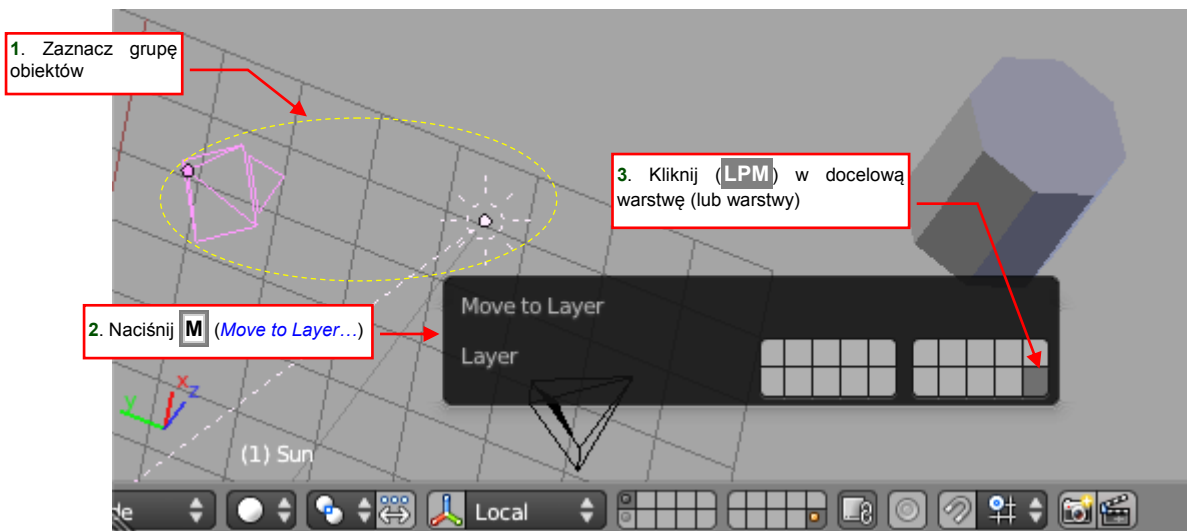 1. Zaznacz grupę
obiektów
3. Kliknij (LPM) w docelową
warstwę (lub warstwy)
2. Naciśnij M (Move to Layer…)
Move to Layer
Layer
x
y
z
(1) Sun
de
Local